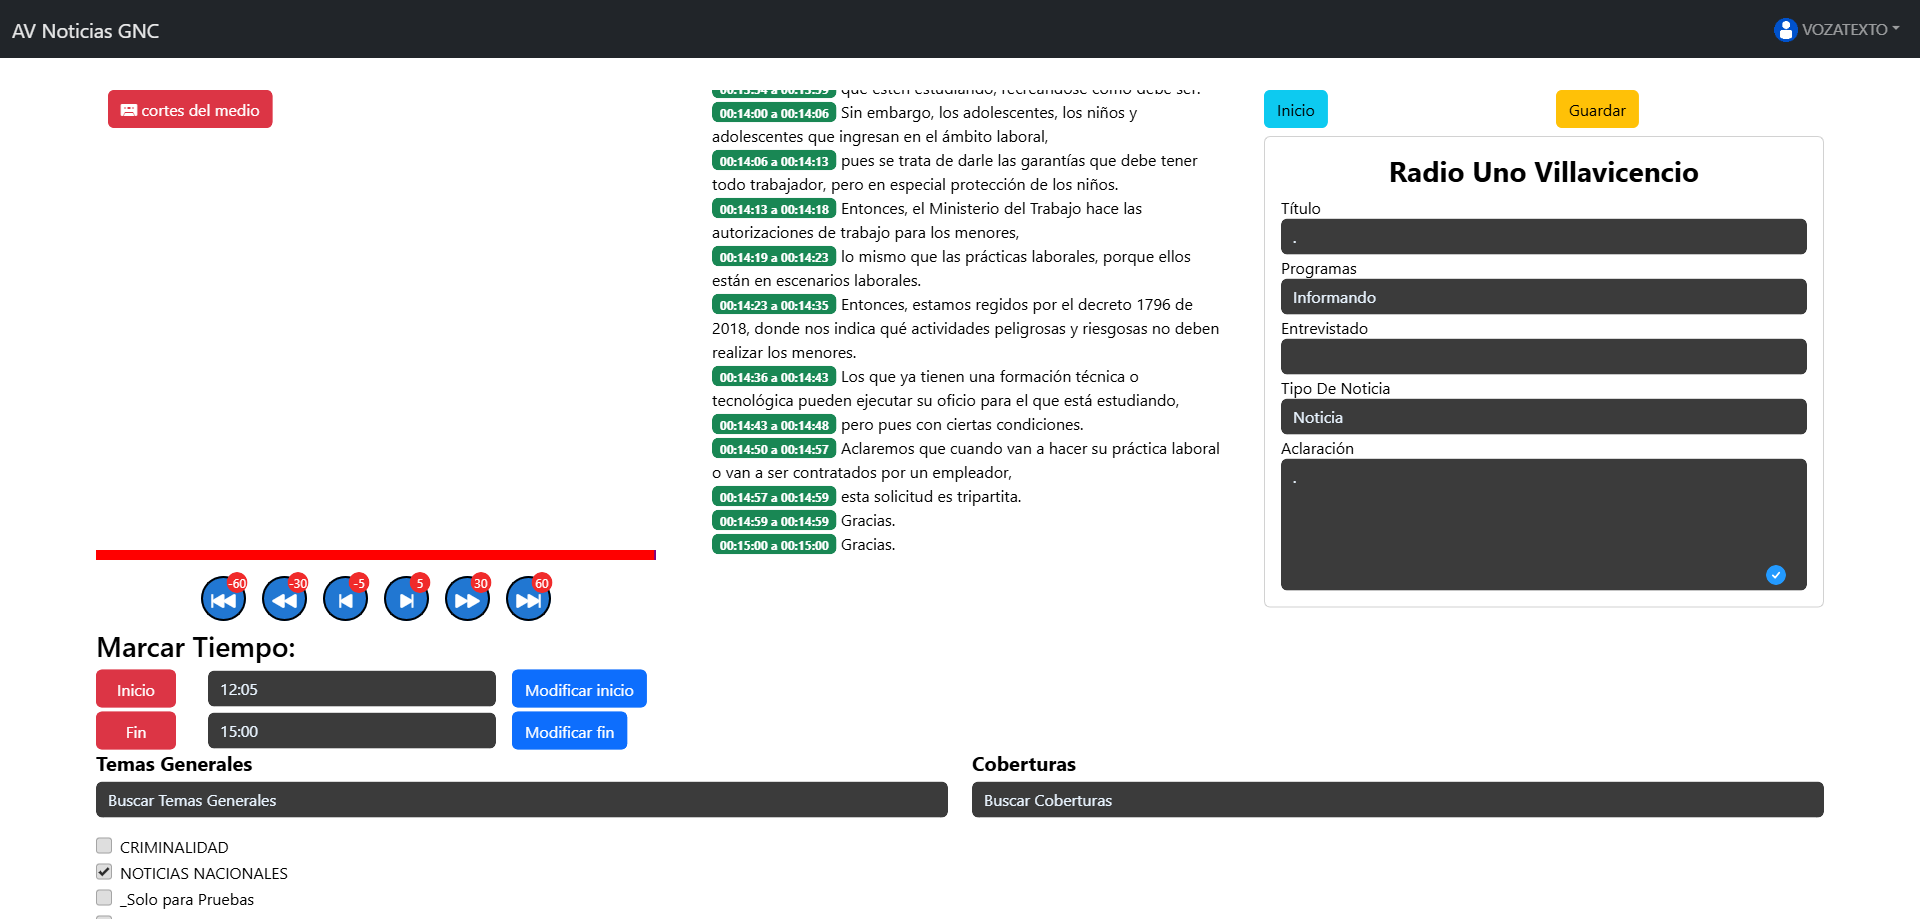 AV Noticias GNC
VOZATEXTO
cortes del medio
00:13:54 a 00:13:59 que estén estudiando, recreándose como debe ser.
00:14:00 a 00:14:06 Sin embargo, los adolescentes, los niños y
adolescentes que ingresan en el ámbito laboral,
00:14:06 a 00:14:13 pues se trata de darle las garantías que debe tener
todo trabajador, pero en especial protección de los niños.
00:14:13 a 00:14:18 Entonces, el Ministerio del Trabajo hace las
autorizaciones de trabajo para los menores,
00:14:19 a 00:14:23 lo mismo que las prácticas laborales, porque ellos
están en escenarios laborales.
00:14:23 a 00:14:35 Entonces, estamos regidos por el decreto 1796 de
2018, donde nos indica qué actividades peligrosas y riesgosas no deben
realizar los menores.
00:14:36 a 00:14:43 Los que ya tienen una formación técnica o
tecnológica pueden ejecutar su oficio para el que está estudiando,
00:14:43 a 00:14:48 pero pues con ciertas condiciones.
00:14:50 a 00:14:57 Aclaremos que cuando van a hacer su práctica laboral
o van a ser contratados por un empleador,
00:14:57 a 00:14:59 esta solicitud es tripartita.
00:14:59 a 00:14:59 Gracias.
00:15:00 a 00:15:00 Gracias.
Inicio
Guardar
Radio Uno Villavicencio
Título
.
Programas
Informando
Entrevistado
Tipo De Noticia
Noticia
Aclaración
.
-60
-30
-5
5
30
60
Marcar Tiempo:
Inicio
12:05
Modificar inicio
Fin
15:00
Modificar fin
Temas Generales
Buscar Temas Generales
Coberturas
Buscar Coberturas
CRIMINALIDAD
NOTICIAS NACIONALES
_Solo para Pruebas